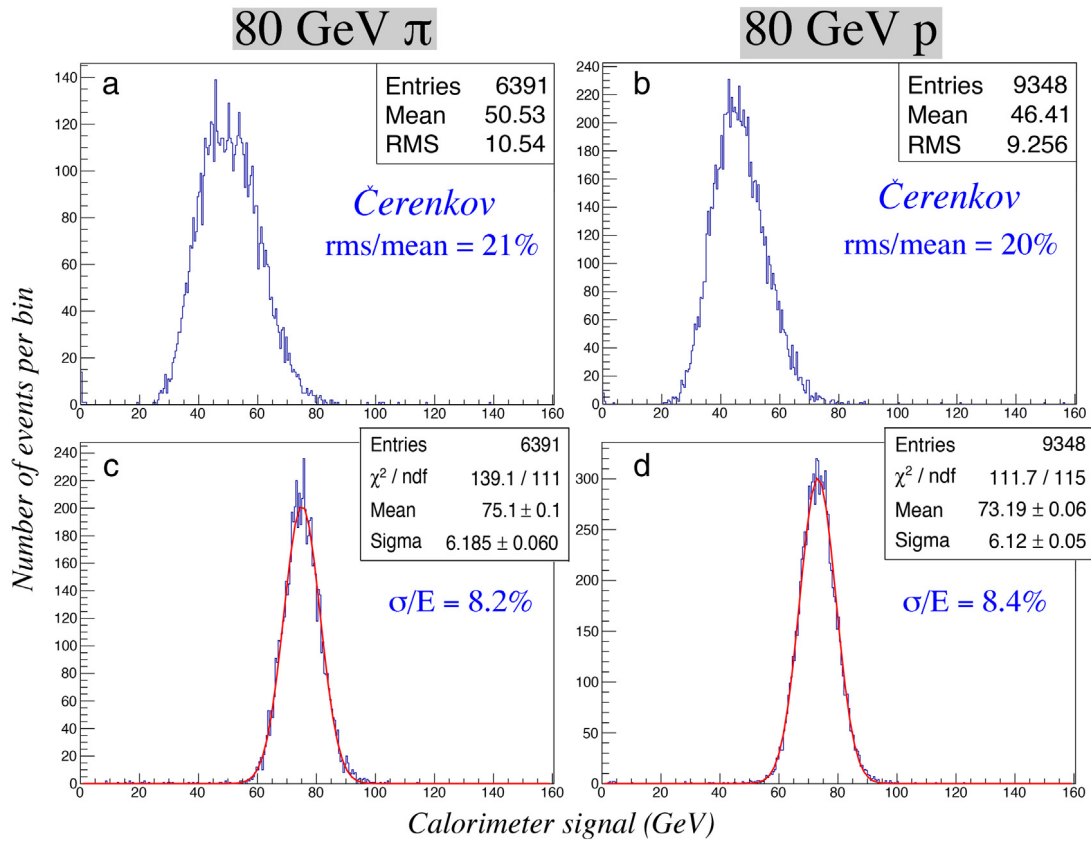 80 GeV π
80 GeV p
a
Entries 6391
Mean 50.53
RMS 10.54
Čerenkov
rms/mean = 21%
140
120
100
80
60
40
20
0
0 20 40 60 80 100 120 140 160
b
Entries 9348
Mean 46.41
RMS 9.256
Čerenkov
rms/mean = 20%
240
220
200
180
160
140
120
100
80
60
40
20
0
0 20 40 60 80 100 120 140 160
c
Entries 6391
χ² / ndf 139.1 / 111
Mean 75.1 ± 0.1
Sigma 6.185 ± 0.060
σ/E = 8.2%
240
220
200
180
160
140
120
100
80
60
40
20
0
0 20 40 60 80 100 120 140 160
d
Entries 9348
χ² / ndf 111.7 / 115
Mean 73.19 ± 0.06
Sigma 6.12 ± 0.05
σ/E = 8.4%
300
250
200
150
100
50
0
0 20 40 60 80 100 120 140 160
Number of events per bin
Calorimeter signal (GeV)